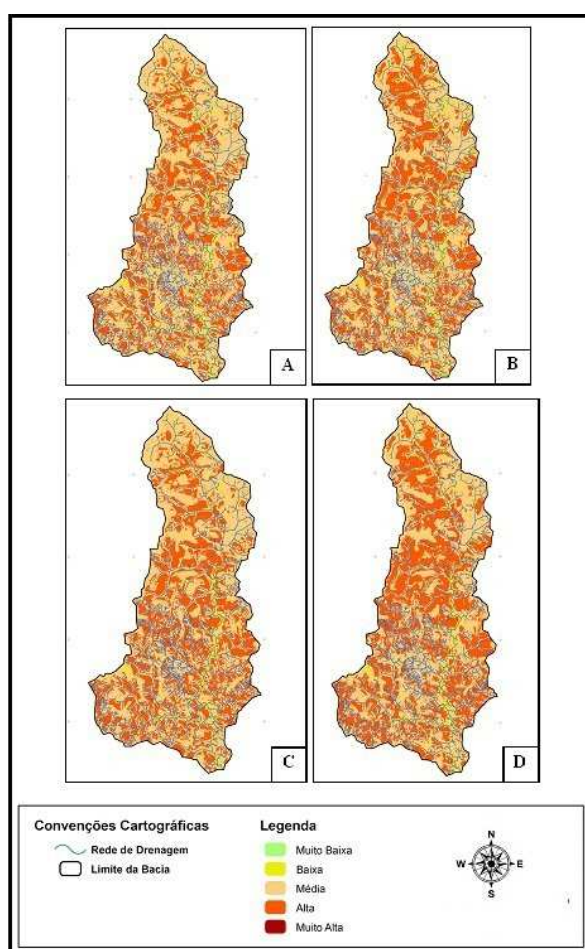 A
B
C
D
Convenções Cartográficas
Rede de Drenagem
Limite da Bacia
Legenda
Muito Baixa
Baixa
Média
Alta
Muito Alta
N
W E
S